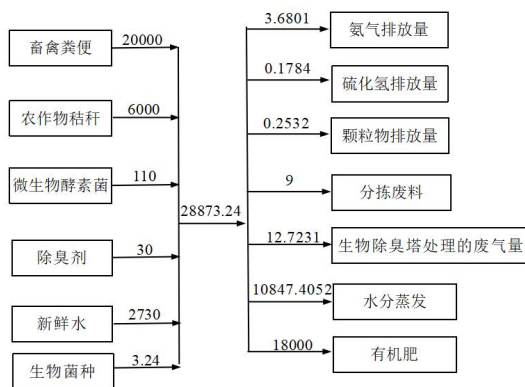 畜禽粪便
20000
农作物秸秆
6000
微生物酵素菌
110
除臭剂
30
新鲜水
2730
生物菌种
3.24
28873.24
3.6801
氨气排放量
0.1784
硫化氢排放量
0.2532
颗粒物排放量
9
分拣废料
12.7231
生物除臭塔处理的废气量
10847.4052
水分蒸发
18000
有机肥